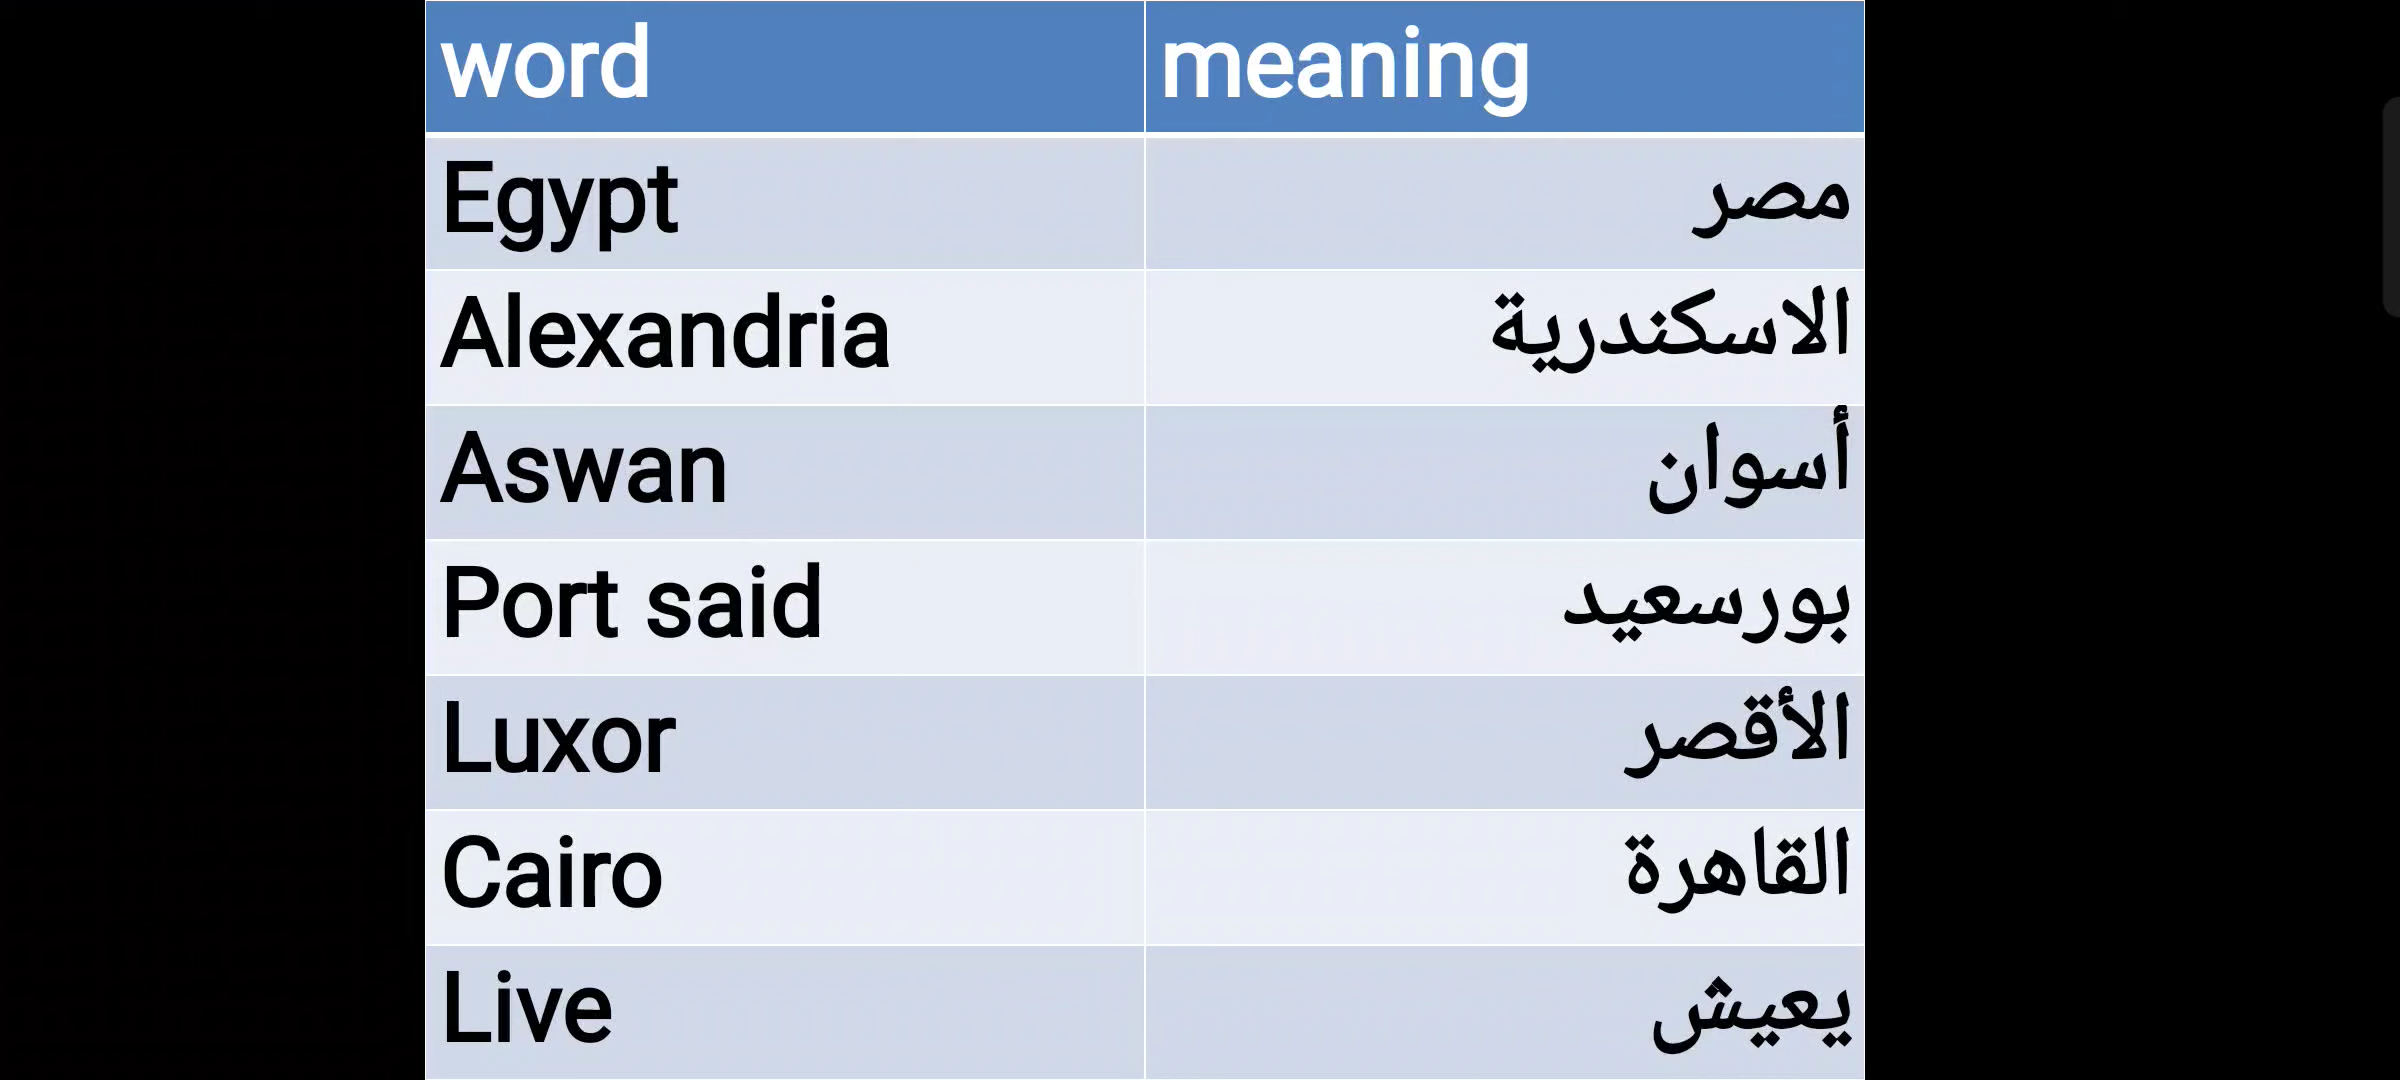 word meaning
Egypt مصر
Alexandria الاسكندرية
Aswan أسوان
Port said بورسعيد
Luxor الأقصر
Cairo القاهرة
Live يعيش